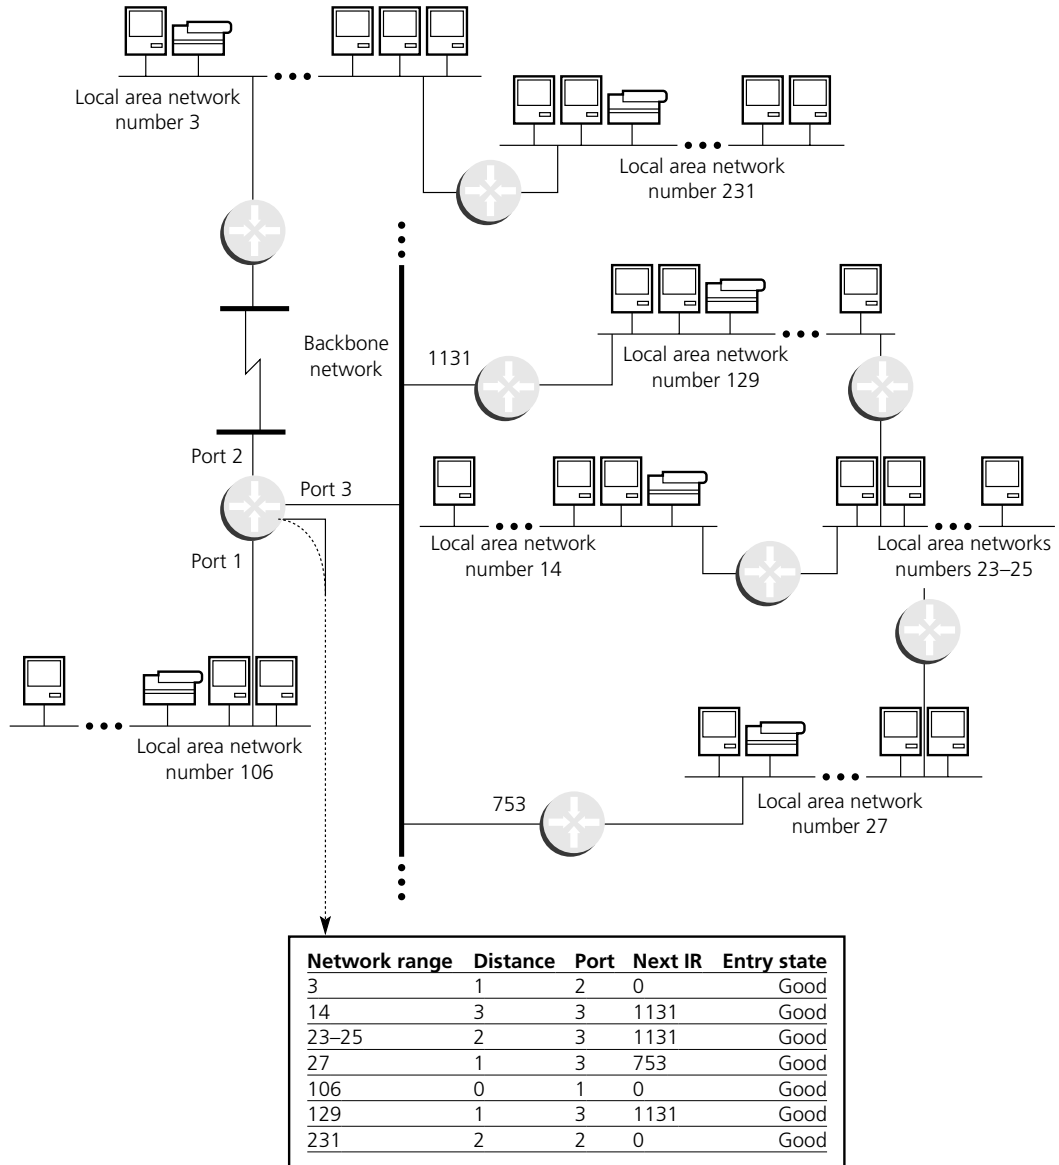 Local area network
number 3
Local area network
number 231
Backbone
network
1131
Local area network
number 129
Port 2
Port 3
Port 1
Local area network
number 14
Local area networks
numbers 23–25
Local area network
number 106
753
Local area network
number 27
Network range Distance Port Next IR Entry state
3 1 2 0 Good
14 3 3 1131 Good
23–25 2 3 1131 Good
27 1 3 753 Good
106 0 1 0 Good
129 1 3 1131 Good
231 2 2 0 Good